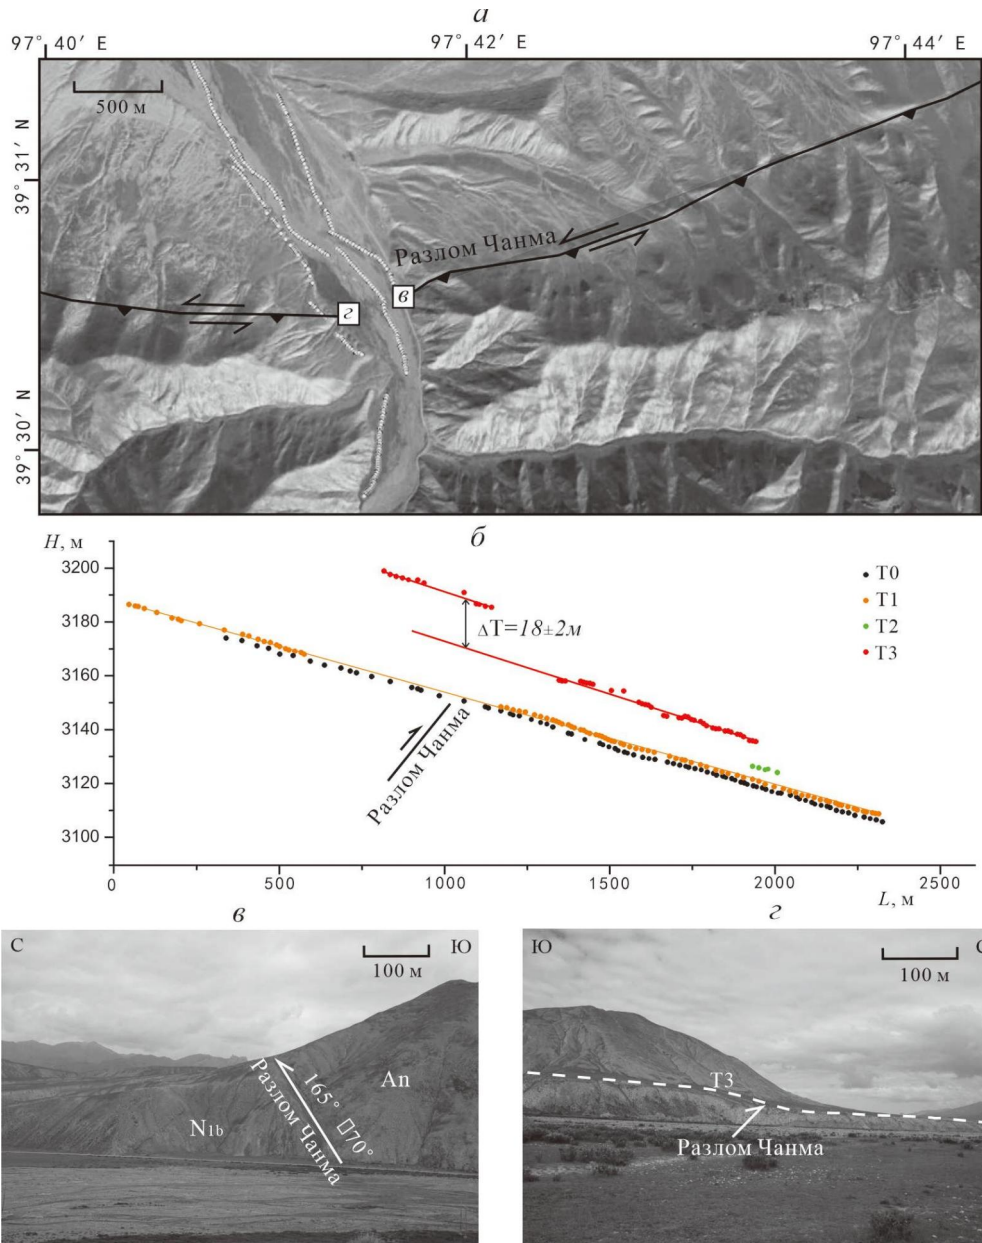 а
97° 40′ E
97° 42′ E
97° 44′ E
500 м
39° 31′ N
39° 30′ N
Разлом Чанма
в
г
б
H, м
3200
3180
3160
3140
3120
3100
T0
T1
T2
T3
ΔT=18±2м
Разлом Чанма
0
500
1000
1500
2000
2500
L, м
в
г
С
Ю
100 м
An
N1b
165° □70°
Разлом Чанма
Ю
С
100 м
T3
Разлом Чанма